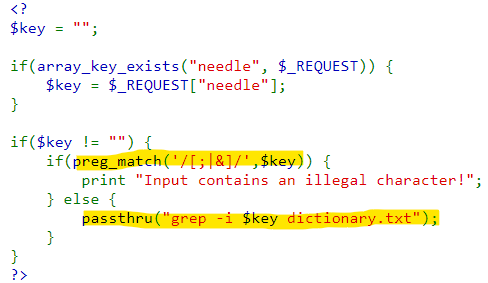 <?
$key = "";
if(array_key_exists("needle", $_REQUEST)) {
    $key = $_REQUEST["needle"];
}
if($key != "") {
    if(preg_match('/[;|&]/',$key)) {
        print "Input contains an illegal character!";
    } else {
        passthru("grep -i $key dictionary.txt");
    }
}
?>